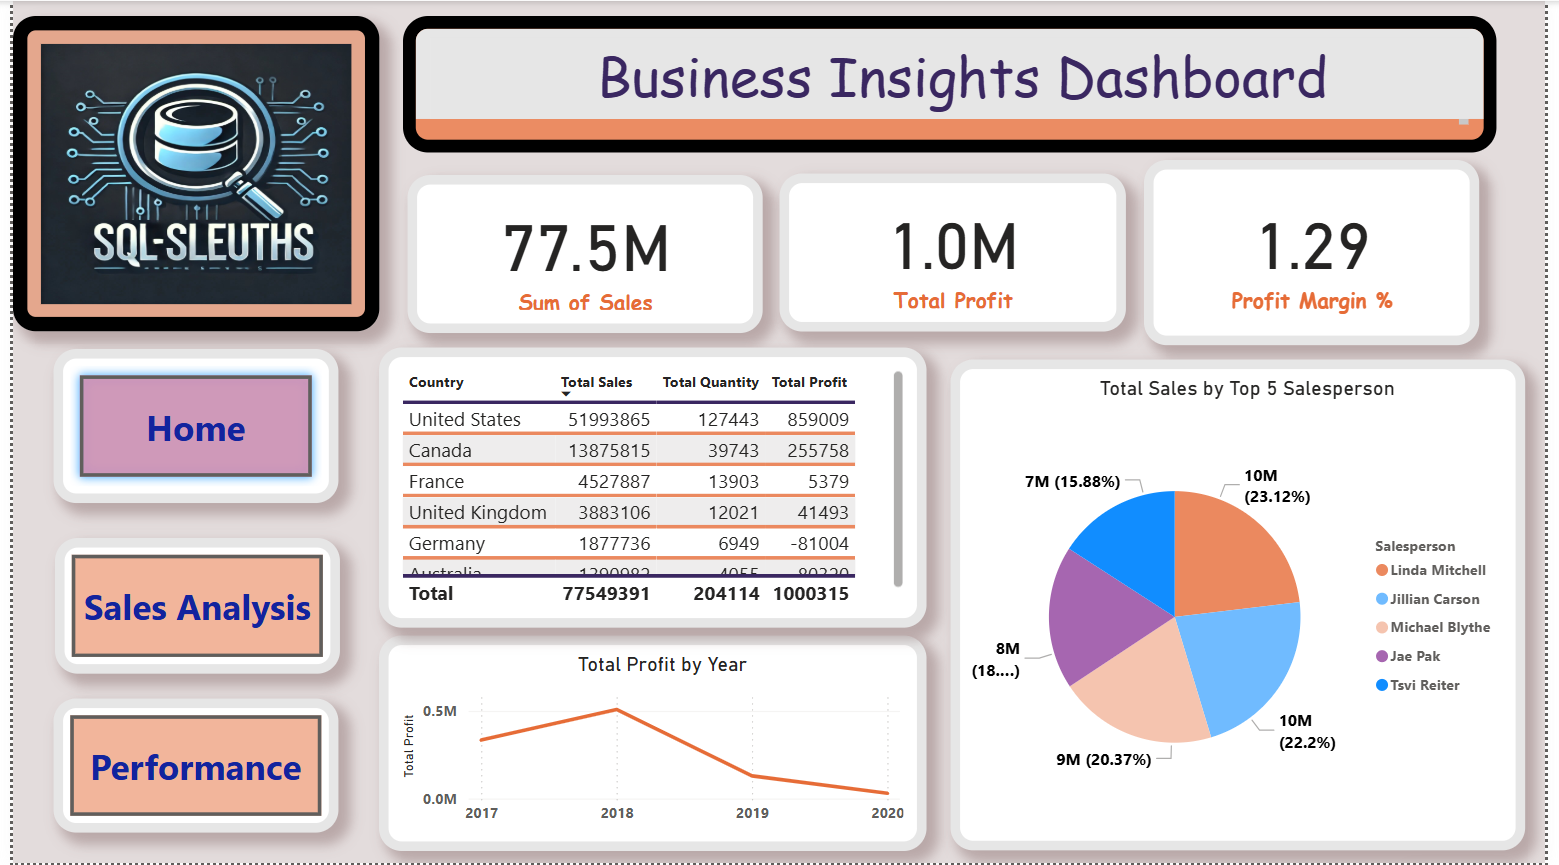 SQL-SLEUTHS
Business Insights Dashboard
77.5M
Sum of Sales
1.0M
Total Profit
1.29
Profit Margin %
Home
Sales Analysis
Performance
Country Total Sales Total Quantity Total Profit
United States 51993865 127443 859009
Canada 13875815 39743 255758
France 4527887 13903 5379
United Kingdom 3883106 12021 41493
Germany 1877736 6949 -81004
Australia
Total 77549391 204114 1000315
Total Profit by Year
Total Profit
0.5M
0.0M
2017 2018 2019 2020
Total Sales by Top 5 Salesperson
7M (15.88%)
10M
(23.12%)
8M
(18....)
10M
(22.2%)
9M (20.37%)
Salesperson
Linda Mitchell
Jillian Carson
Michael Blythe
Jae Pak
Tsvi Reiter